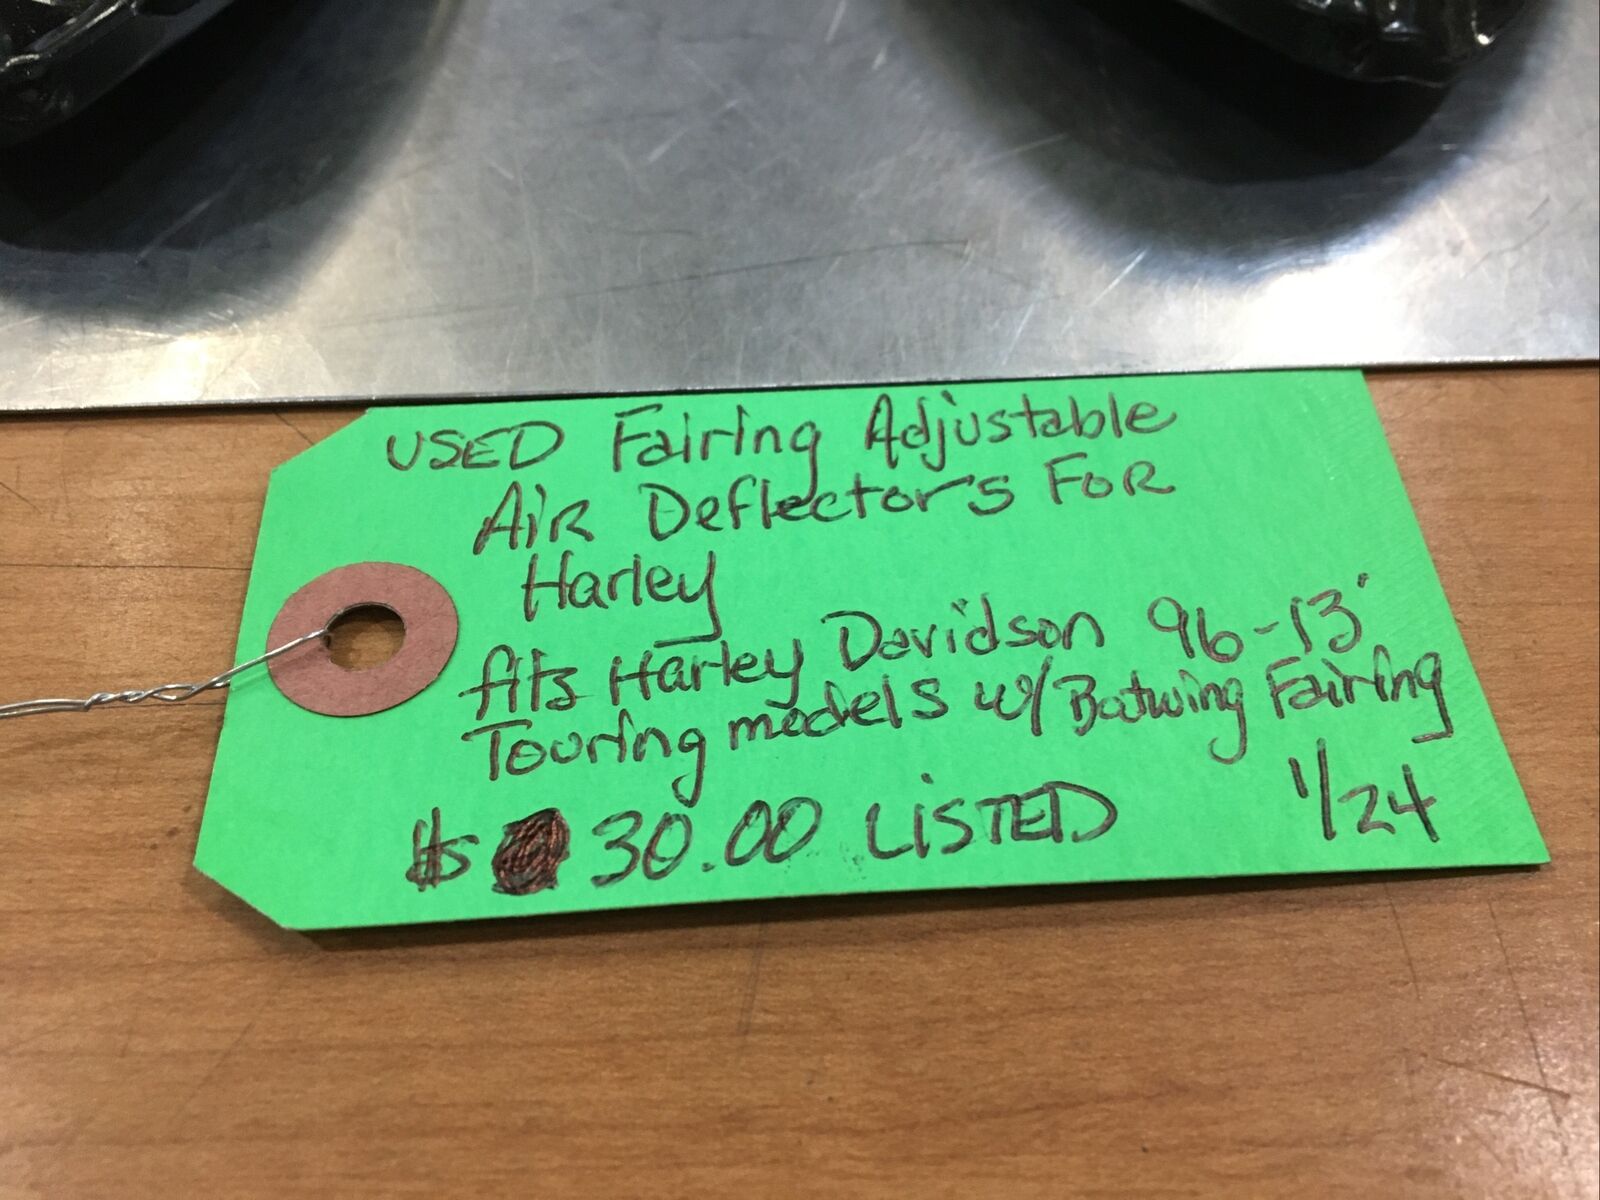 USED Fairing Adjustable
Air Deflectors For
Harley
fits Harley Davidson 96-13'
Touring models w/ Batwing Fairing
$ 30.00 LiSTED 1/24